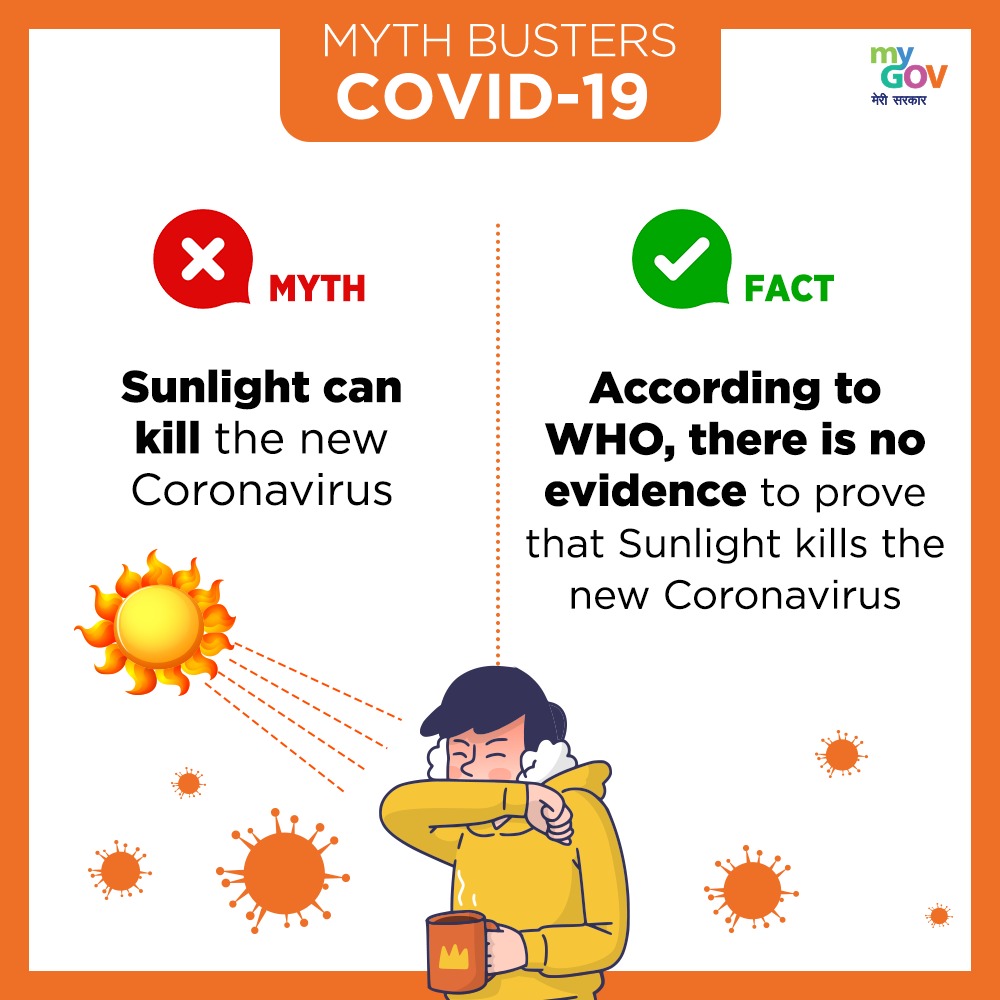 MYTH BUSTERS
COVID-19
my
GOV
मेरी सरकार
MYTH
Sunlight can
kill the new
Coronavirus
FACT
According to
WHO, there is no
evidence to prove
that Sunlight kills the
new Coronavirus